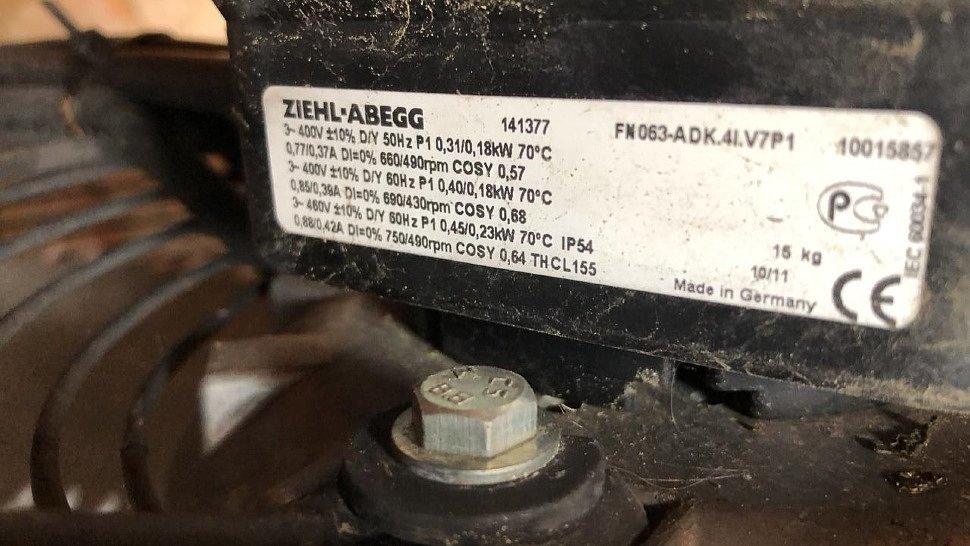 ZIEHL-ABEGG 141377 FN063-ADK.4I.V7P1 10015857
3~ 400V ±10% D/Y 50Hz P1 0,31/0,18kW 70°C
0,77/0,37A DI=0% 660/490rpm COSY 0,57
3~ 400V ±10% D/Y 60Hz P1 0,40/0,18kW 70°C
0,85/0,39A DI=0% 690/430rpm COSY 0,68
3~ 460V ±10% D/Y 60Hz P1 0,45/0,23kW 70°C IP54
0,88/0,42A DI=0% 750/490rpm COSY 0,64 THCL155
15 kg
10/11
Made in Germany
CE
IEC 60034-1
8.8